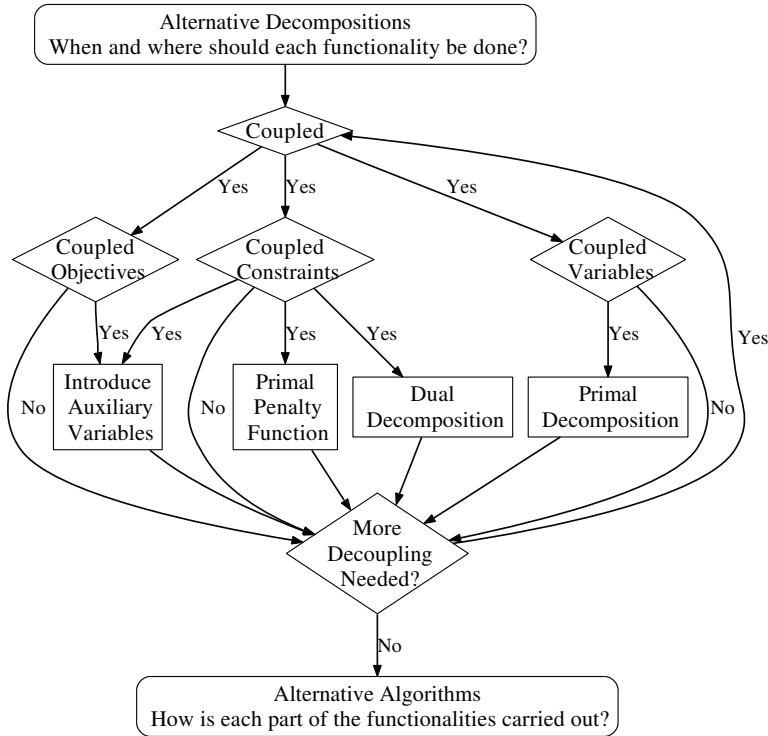 Alternative Decompositions
When and where should each functionality be done?
Coupled
Yes
Yes
Yes
Coupled
Objectives
Coupled
Constraints
Coupled
Variables
Yes
Yes
Yes
Yes
Yes
Yes
Introduce
Auxiliary
Variables
Primal
Penalty
Function
Dual
Decomposition
Primal
Decomposition
No
No
No
More
Decoupling
Needed?
No
Alternative Algorithms
How is each part of the functionalities carried out?